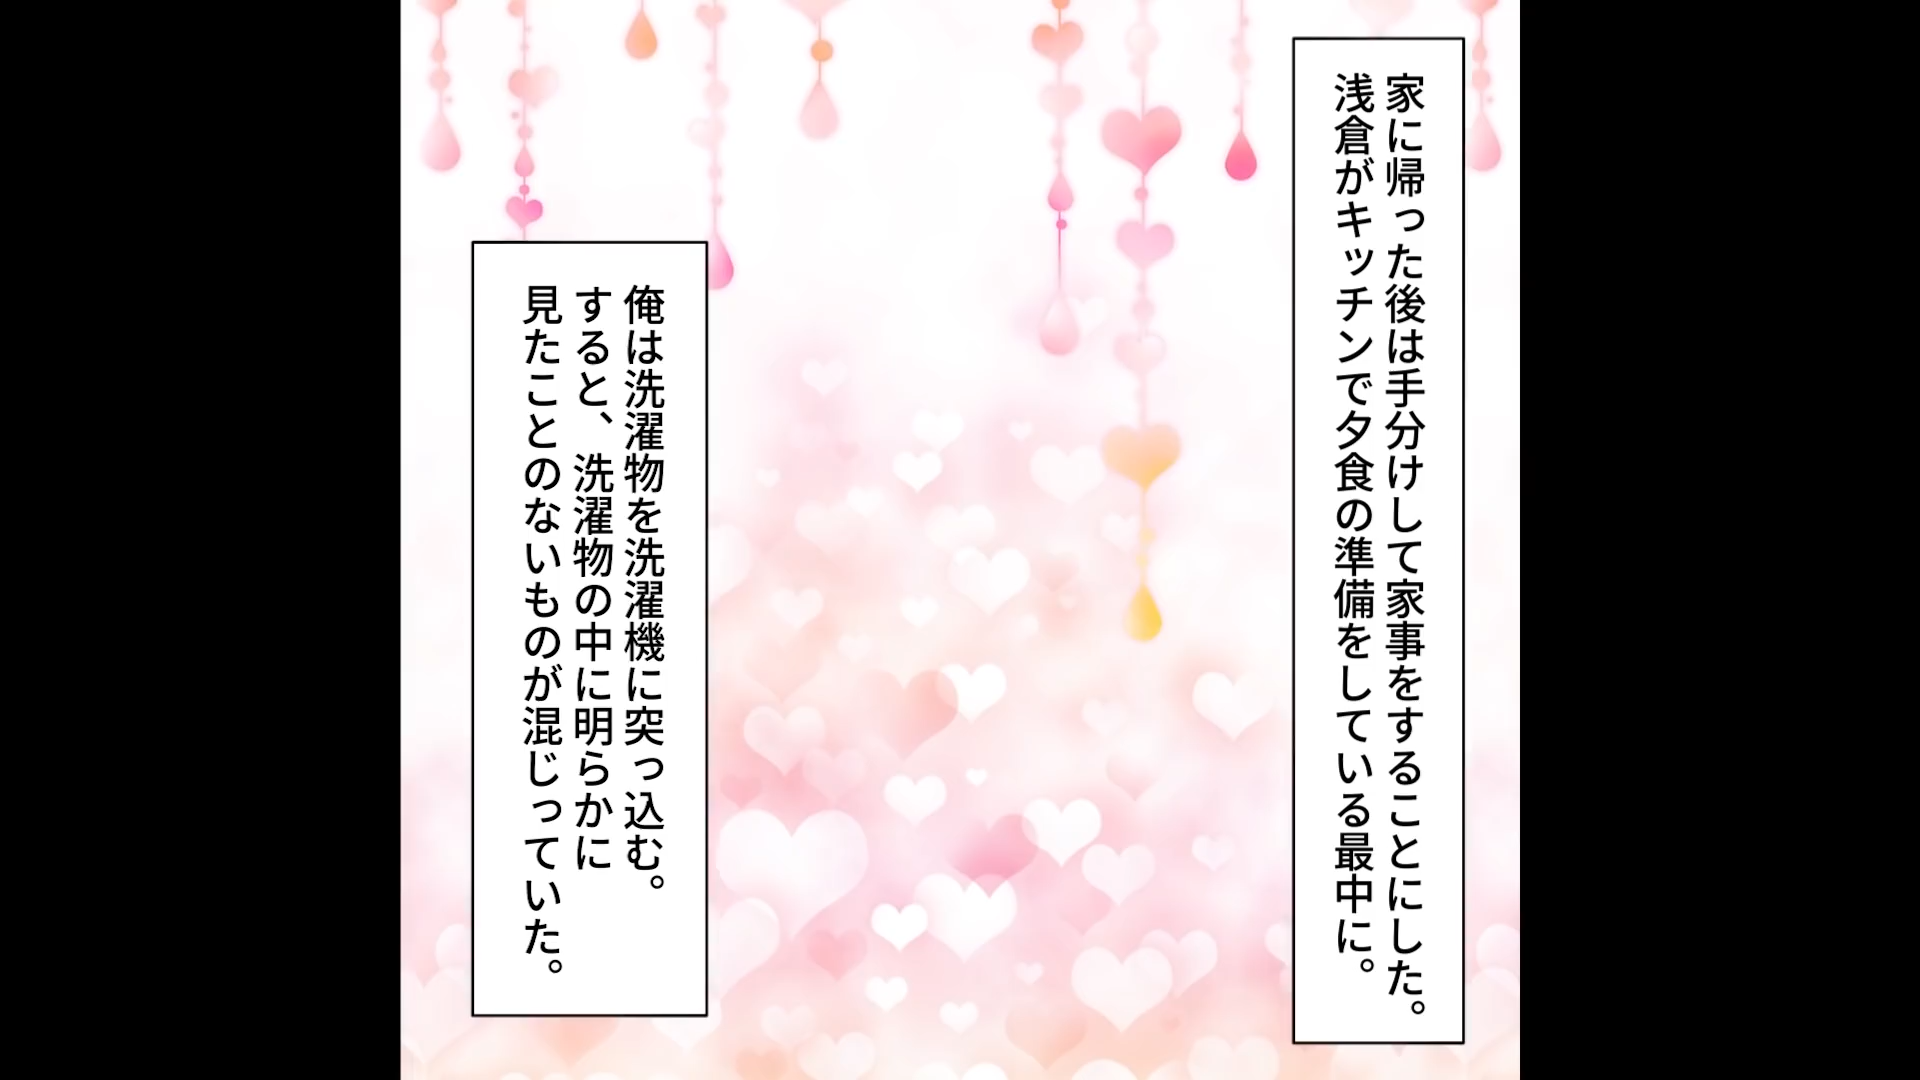 家に帰った後は手分けして家事をすることにした。
浅倉がキッチンで夕食の準備をしている最中に。
俺は洗濯物を洗濯機に突っ込む。
すると、洗濯物の中に明らかに
見たことのないものが混じっていた。